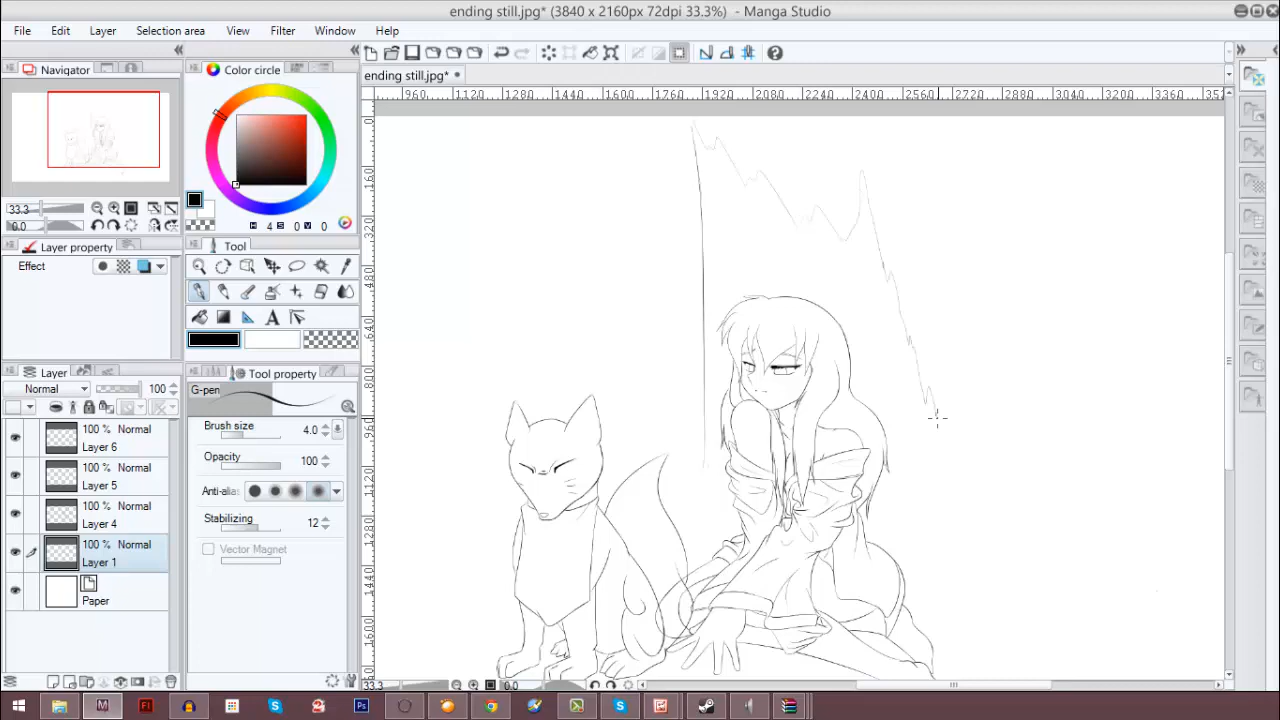 ending still.jpg* (3840 x 2160px 72dpi 33.3%) - Manga Studio
File Edit Layer Selection area View Filter Window Help
Navigator
Color circle
ending still.jpg*
960 1120 1280 1440 1600 1760 1920 2080 2240 2400 2560 2720 2880 3040 3200 3360
33.3
0.0
H 4 S 0 V 0
Layer property
Tool
Effect
Layer
Tool property
Normal 100
G-pen
Brush size 4.0
100 % Normal
Layer 6
Opacity 100
100 % Normal
Layer 5
Anti-alias
Stabilizing 12
100 % Normal
Layer 4
Vector Magnet
100 % Normal
Layer 1
Paper
33.3 0.0